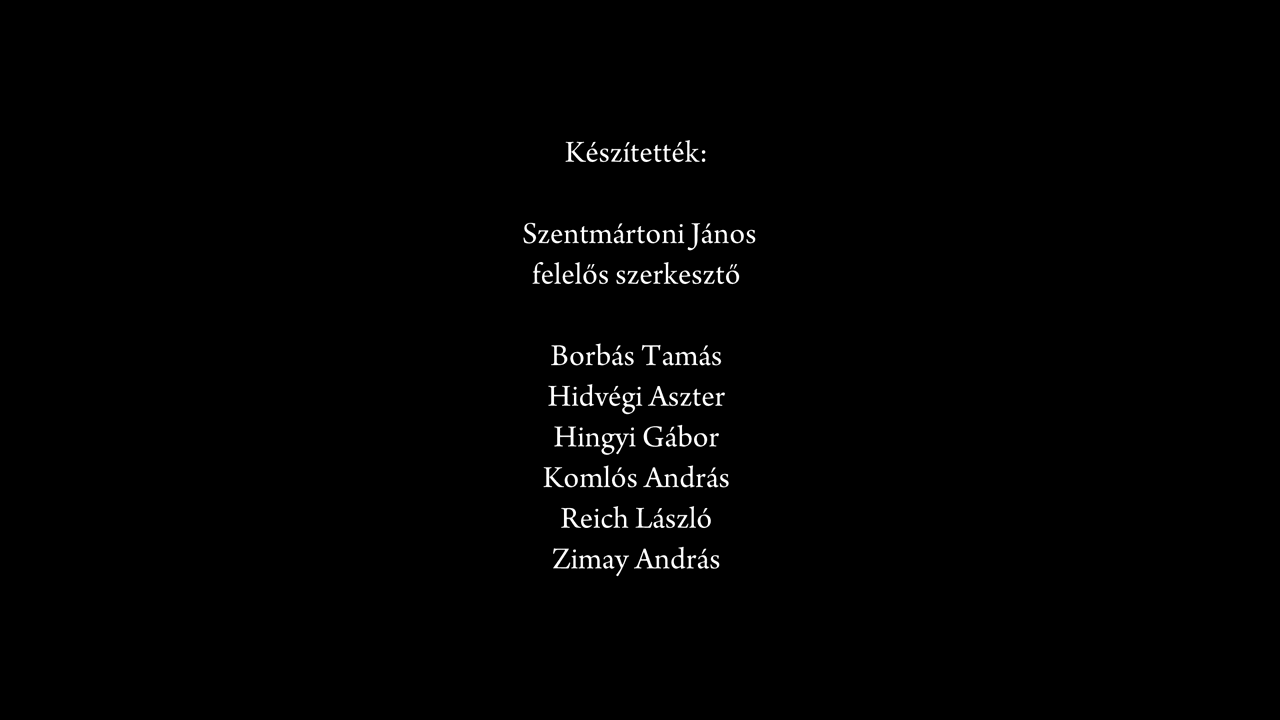 Készítették:
Szentmártoni János
felelős szerkesztő
Borbás Tamás
Hidvégi Aszter
Hingyi Gábor
Komlós András
Reich László
Zimay András